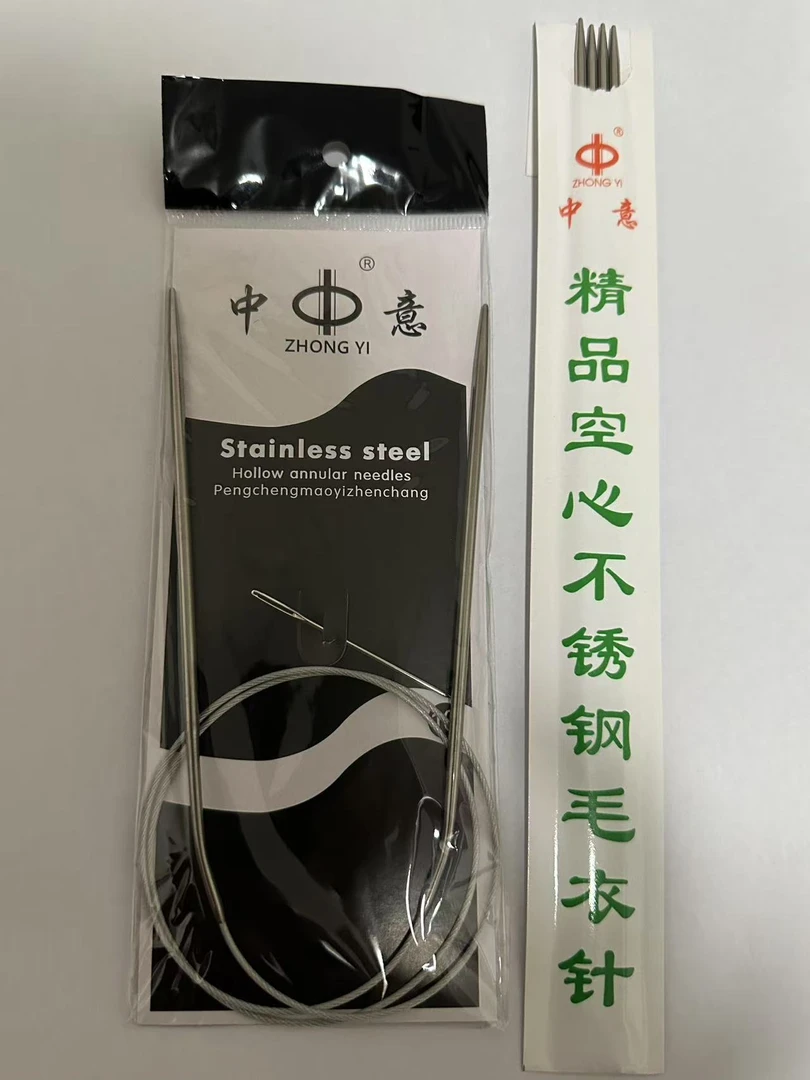 ®
中 意
ZHONG YI
Stainless steel
Hollow annular needles
Pengchengmaoyizhenchang
®
ZHONG YI
中 意
精品空心不锈钢毛衣针